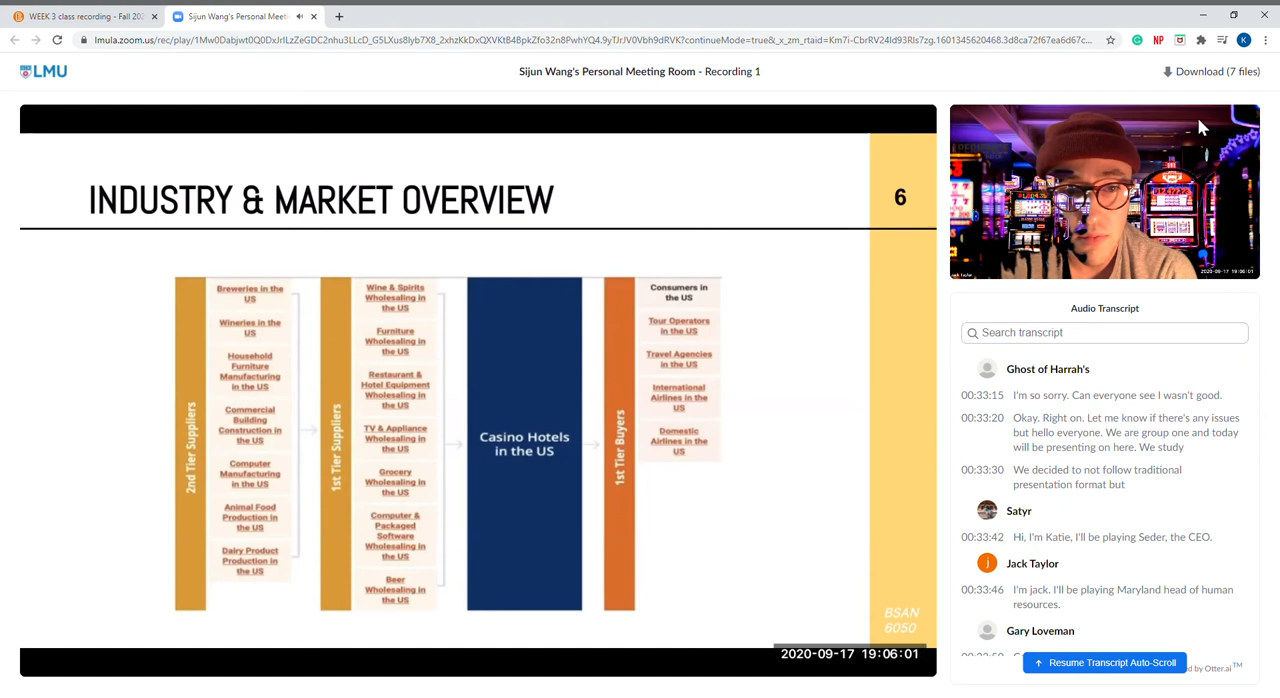 WEEK 3 class recording - Fall 202
Sijun Wang's Personal Meeti
lmula.zoom.us/rec/play/1Mw0Dabjwt0Q0DxJrILzZeGDC2nhu3LLcD_G5LXus8lyb7X8_2xhzKkDxQXVKtB4BpkZfo32n8PwhYQ4.9yTJrJV0Vbh9dRVK?continueMode=true&_x_zm_rtaid=Km7i-CbrRV24Id93RIs7zg.1601345620468.3d8ca72f67ea6d67c...
NP
K
LMU
Sijun Wang's Personal Meeting Room - Recording 1
Download (7 files)
INDUSTRY & MARKET OVERVIEW
6
2nd Tier Suppliers
Breweries in the
US
Wineries in the
US
Household
Furniture
Manufacturing
in the US
Commercial
Building
Construction in
the US
Computer
Manufacturing
in the US
Animal Food
Production in
the US
Dairy Product
Production in
the US
1st Tier Suppliers
Wine & Spirits
Wholesaling in
the US
Furniture
Wholesaling in
the US
Restaurant &
Hotel Equipment
Wholesaling in
the US
TV & Appliance
Wholesaling in
the US
Grocery
Wholesaling in
the US
Computer &
Packaged
Software
Wholesaling in
the US
Beer
Wholesaling in
the US
Casino Hotels
in the US
1st Tier Buyers
Consumers in
the US
Tour Operators
in the US
Travel Agencies
in the US
International
Airlines in the
US
Domestic
Airlines in the
US
BSAN
6050
2020-09-17 19:06:01
Jack Taylor
2020-09-17 19:06:01
Audio Transcript
Search transcript
Ghost of Harrah's
00:33:15 I'm so sorry. Can everyone see I wasn't good.
00:33:20 Okay. Right on. Let me know if there's any issues
but hello everyone. We are group one and today
will be presenting on here. We study
00:33:30 We decided to not follow traditional
presentation format but
Satyr
00:33:42 Hi, I'm Katie, I'll be playing Seder, the CEO.
j
Jack Taylor
00:33:46 I'm jack. I'll be playing Maryland head of human
resources.
Gary Loveman
Resume Transcript Auto-Scroll
d by Otter.ai TM